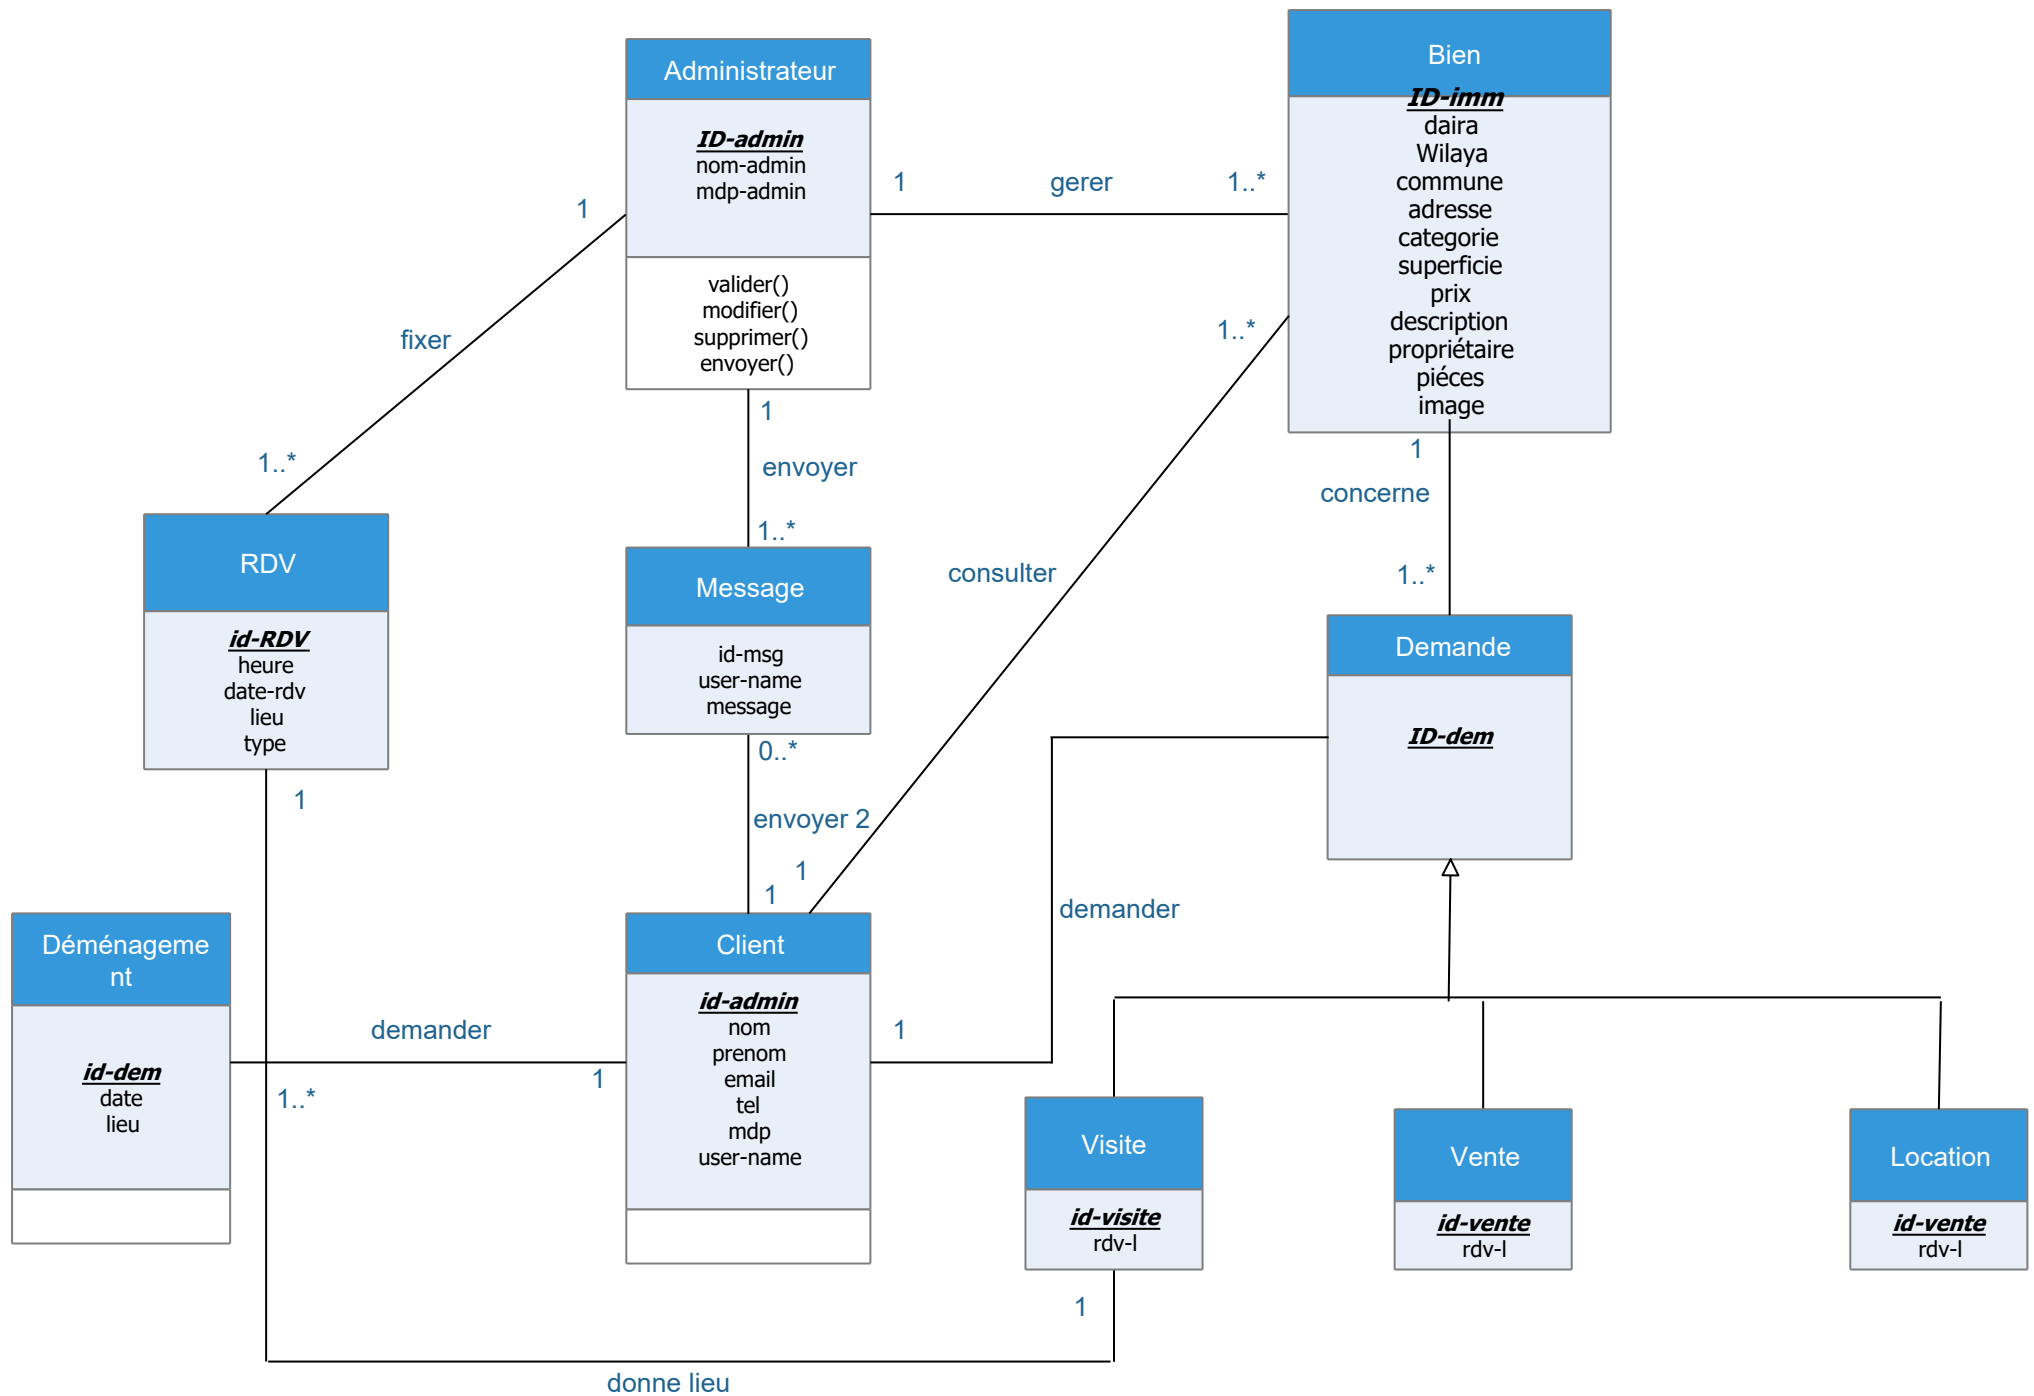 Administrateur
ID-admin
nom-admin
mdp-admin
valider()
modifier()
supprimer()
envoyer()
Bien
ID-imm
daira
Wilaya
commune
adresse
categorie
superficie
prix
description
propriétaire
piéces
image
1
gerer
1..*
1
fixer
1..*
1
envoyer
1..*
1..*
consulter
1
1
concerne
1..*
RDV
id-RDV
heure
date-rdv
lieu
type
1
Message
id-msg
user-name
message
0..*
envoyer 2
1
Demande
ID-dem
demander
1
Déménageme
nt
id-dem
date
lieu
demander
1..*
1
Client
id-admin
nom
prenom
email
tel
mdp
user-name
Visite
id-visite
rdv-l
Vente
id-vente
rdv-l
Location
id-vente
rdv-l
1
donne lieu